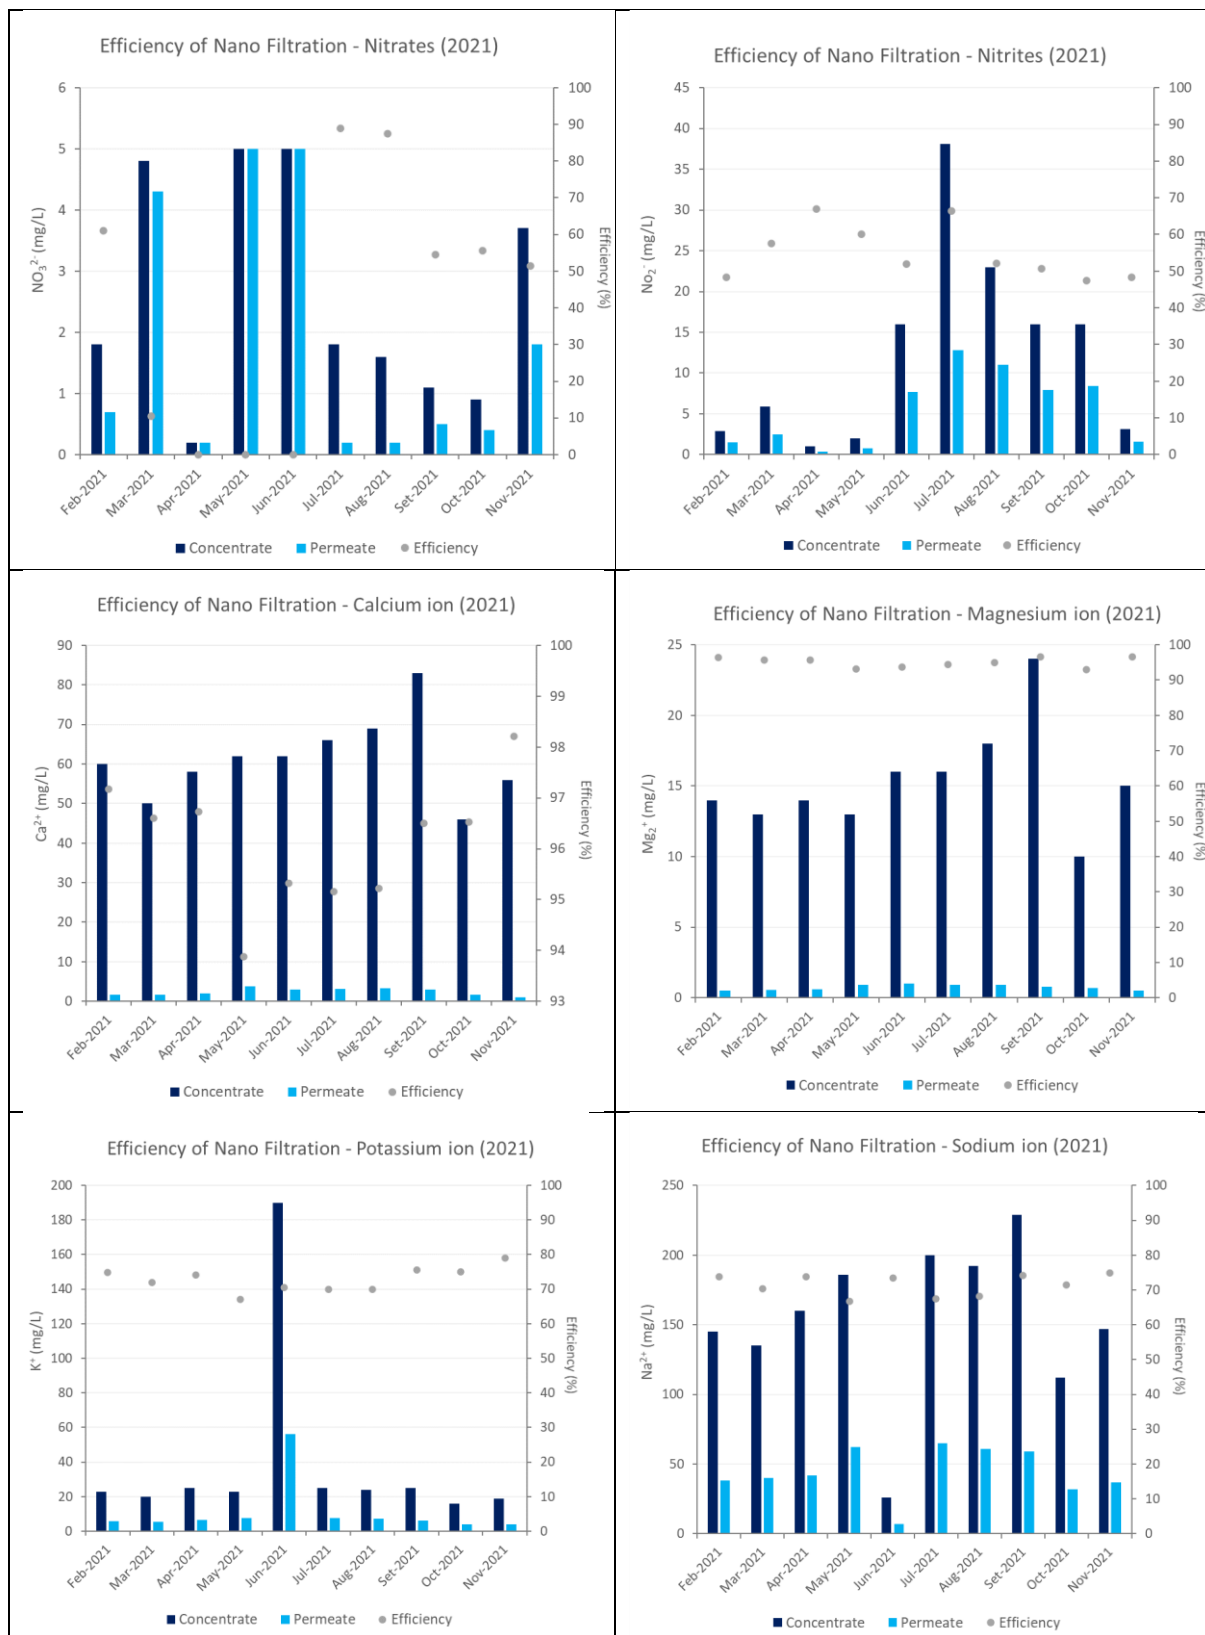 Efficiency of Nano Filtration - Nitrates (2021)
6
5
4
3
2
1
0
100
90
80
70
60
50
40
30
20
10
0
NO₃²⁻ (mg/L)
Efficiency (%)
Feb-2021
Mar-2021
Apr-2021
May-2021
Jun-2021
Jul-2021
Aug-2021
Set-2021
Oct-2021
Nov-2021
Concentrate Permeate Efficiency
Efficiency of Nano Filtration - Nitrites (2021)
45
40
35
30
25
20
15
10
5
0
100
90
80
70
60
50
40
30
20
10
0
No₂⁻ (mg/L)
Efficiency (%)
Feb-2021
Mar-2021
Apr-2021
May-2021
Jun-2021
Jul-2021
Aug-2021
Set-2021
Oct-2021
Nov-2021
Concentrate Permeate Efficiency
Efficiency of Nano Filtration - Calcium ion (2021)
90
80
70
60
50
40
30
20
10
0
100
99
98
97
96
95
94
93
Ca²⁺ (mg/L)
Efficiency (%)
Feb-2021
Mar-2021
Apr-2021
May-2021
Jun-2021
Jul-2021
Aug-2021
Set-2021
Oct-2021
Nov-2021
Concentrate Permeate Efficiency
Efficiency of Nano Filtration - Magnesium ion (2021)
25
20
15
10
5
0
100
90
80
70
60
50
40
30
20
10
0
Mg₂⁺ (mg/L)
Efficiency (%)
Feb-2021
Mar-2021
Apr-2021
May-2021
Jun-2021
Jul-2021
Aug-2021
Set-2021
Oct-2021
Nov-2021
Concentrate Permeate Efficiency
Efficiency of Nano Filtration - Potassium ion (2021)
200
180
160
140
120
100
80
60
40
20
0
100
90
80
70
60
50
40
30
20
10
0
K⁺ (mg/L)
Efficiency (%)
Feb-2021
Mar-2021
Apr-2021
May-2021
Jun-2021
Jul-2021
Aug-2021
Set-2021
Oct-2021
Nov-2021
Concentrate Permeate Efficiency
Efficiency of Nano Filtration - Sodium ion (2021)
250
200
150
100
50
0
100
90
80
70
60
50
40
30
20
10
0
Na²⁺ (mg/L)
Efficiency (%)
Feb-2021
Mar-2021
Apr-2021
May-2021
Jun-2021
Jul-2021
Aug-2021
Set-2021
Oct-2021
Nov-2021
Concentrate Permeate Efficiency